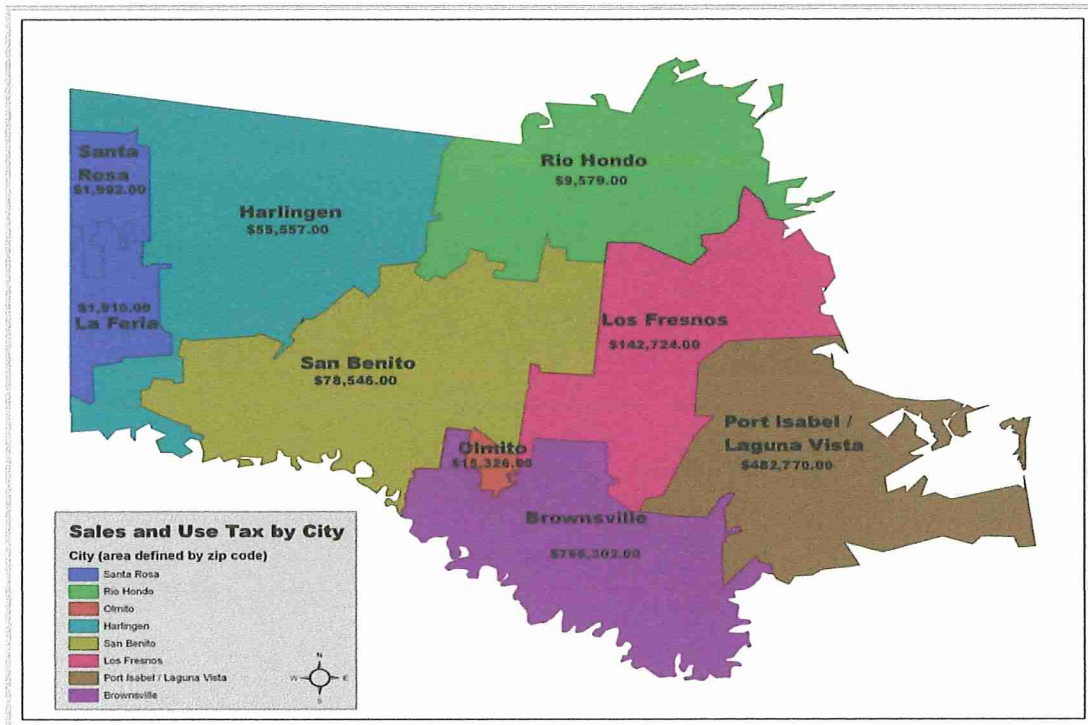 Santa
Rosa
$1,992.00
Harlingen
$55,557.00
Rio Hondo
$9,579.00
La Feria
San Benito
$78,546.00
Los Fresnos
$142,724.00
Port Isabel /
Laguna Vista
$482,770.00
Olmito
$15,326.00
Brownsville
Sales and Use Tax by City
City (area defined by zip code)
Santa Rosa
Rio Hondo
Olmito
Harlingen
San Benito
Los Fresnos
Port Isabel / Laguna Vista
Brownsville
N
W
E
S